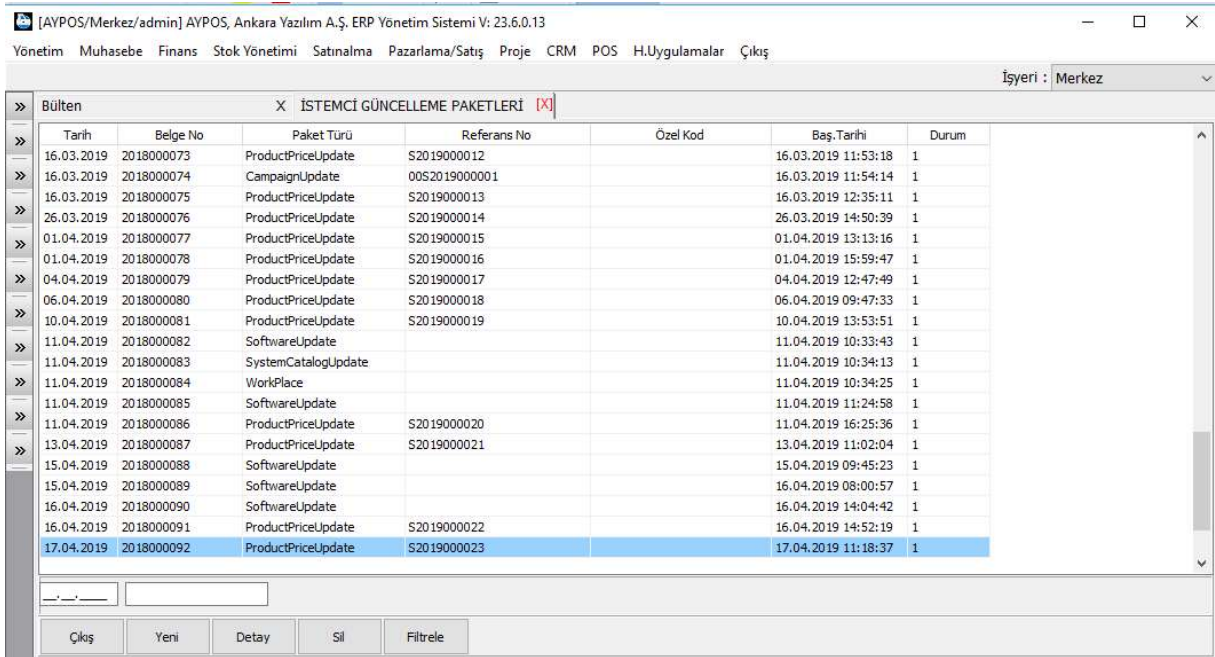 [AYPOS/Merkez/admin] AYPOS, Ankara Yazılım A.Ş. ERP Yönetim Sistemi V: 23.6.0.13
Yönetim Muhasebe Finans Stok Yönetimi Satınalma Pazarlama/Satış Proje CRM POS H.Uygulamalar Çıkış
İşyeri : Merkez
Bülten X İSTEMCİ GÜNCELLEME PAKETLERİ [X]
Tarih Belge No Paket Türü Referans No Özel Kod Baş.Tarihi Durum
16.03.2019 2018000073 ProductPriceUpdate S2019000012 16.03.2019 11:53:18 1
16.03.2019 2018000074 CampaignUpdate 00S2019000001 16.03.2019 11:54:14 1
16.03.2019 2018000075 ProductPriceUpdate S2019000013 16.03.2019 12:35:11 1
26.03.2019 2018000076 ProductPriceUpdate S2019000014 26.03.2019 14:50:39 1
01.04.2019 2018000077 ProductPriceUpdate S2019000015 01.04.2019 13:13:16 1
01.04.2019 2018000078 ProductPriceUpdate S2019000016 01.04.2019 15:59:47 1
04.04.2019 2018000079 ProductPriceUpdate S2019000017 04.04.2019 12:47:49 1
06.04.2019 2018000080 ProductPriceUpdate S2019000018 06.04.2019 09:47:33 1
10.04.2019 2018000081 ProductPriceUpdate S2019000019 10.04.2019 13:53:51 1
11.04.2019 2018000082 SoftwareUpdate 11.04.2019 10:33:43 1
11.04.2019 2018000083 SystemCatalogUpdate 11.04.2019 10:34:13 1
11.04.2019 2018000084 WorkPlace 11.04.2019 10:34:25 1
11.04.2019 2018000085 SoftwareUpdate 11.04.2019 11:24:58 1
11.04.2019 2018000086 ProductPriceUpdate S2019000020 11.04.2019 16:25:36 1
13.04.2019 2018000087 ProductPriceUpdate S2019000021 13.04.2019 11:02:04 1
15.04.2019 2018000088 SoftwareUpdate 15.04.2019 09:45:23 1
15.04.2019 2018000089 SoftwareUpdate 16.04.2019 08:00:57 1
16.04.2019 2018000090 SoftwareUpdate 16.04.2019 14:04:42 1
16.04.2019 2018000091 ProductPriceUpdate S2019000022 16.04.2019 14:52:19 1
17.04.2019 2018000092 ProductPriceUpdate S2019000023 17.04.2019 11:18:37 1
__.__.____
Çıkış Yeni Detay Sil Filtrele